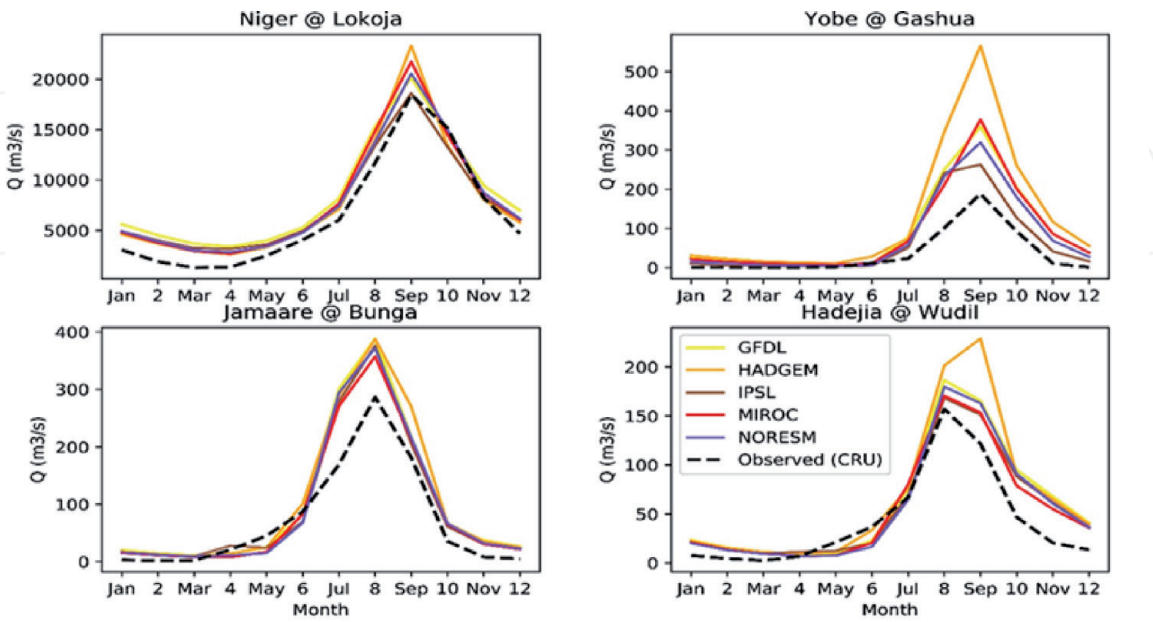 Niger @ Lokoja
Q (m3/s)
20000
15000
10000
5000
Jan 2 Mar 4 May 6 Jul 8 Sep 10 Nov 12
Yobe @ Gashua
Q (m3/s)
500
400
300
200
100
0
Jan 2 Mar 4 May 6 Jul 8 Sep 10 Nov 12
Jamaare @ Bunga
Q (m3/s)
400
300
200
100
0
Jan 2 Mar 4 May 6 Jul 8 Sep 10 Nov 12
Month
Hadejia @ Wudil
Q (m3/s)
200
150
100
50
0
GFDL
HADGEM
IPSL
MIROC
NORESM
Observed (CRU)
Jan 2 Mar 4 May 6 Jul 8 Sep 10 Nov 12
Month